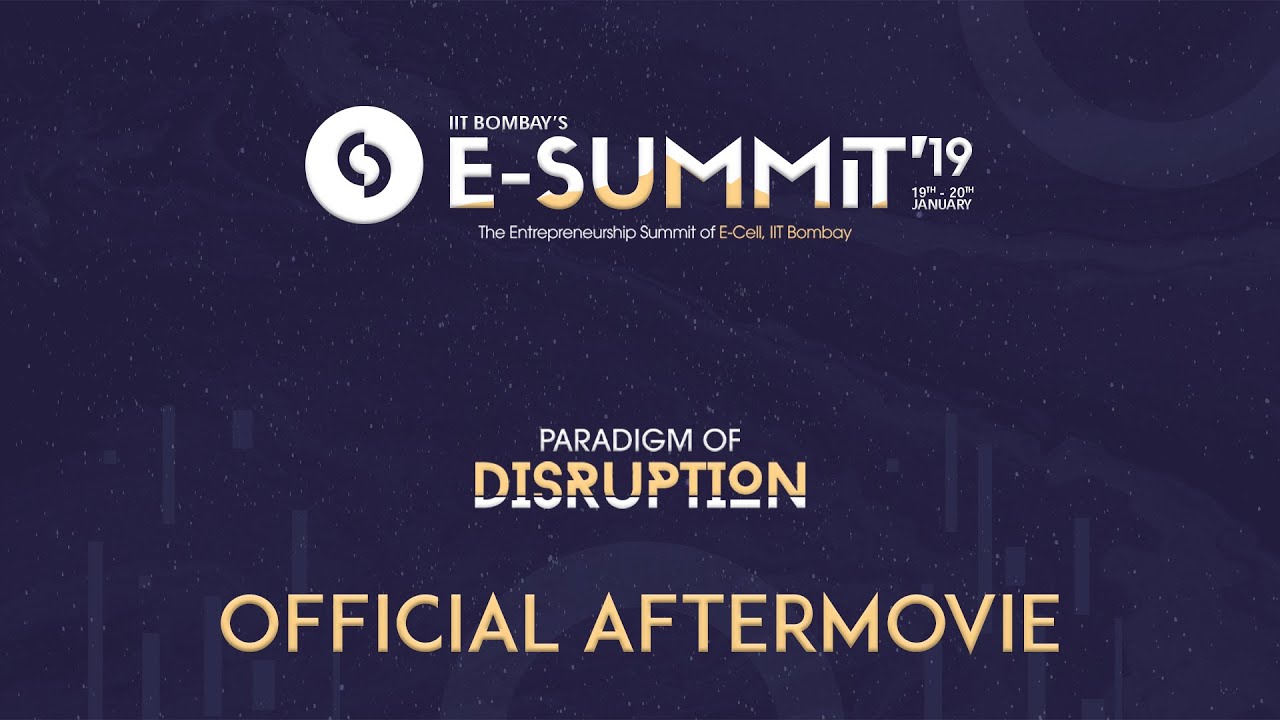 IIT BOMBAY'S
E-SUMMiT'19
19TH - 20TH
JANUARY
The Entrepreneurship Summit of E-Cell, IIT Bombay
PARADIGM OF
DISRUPTION
OFFICIAL AFTERMOVIE